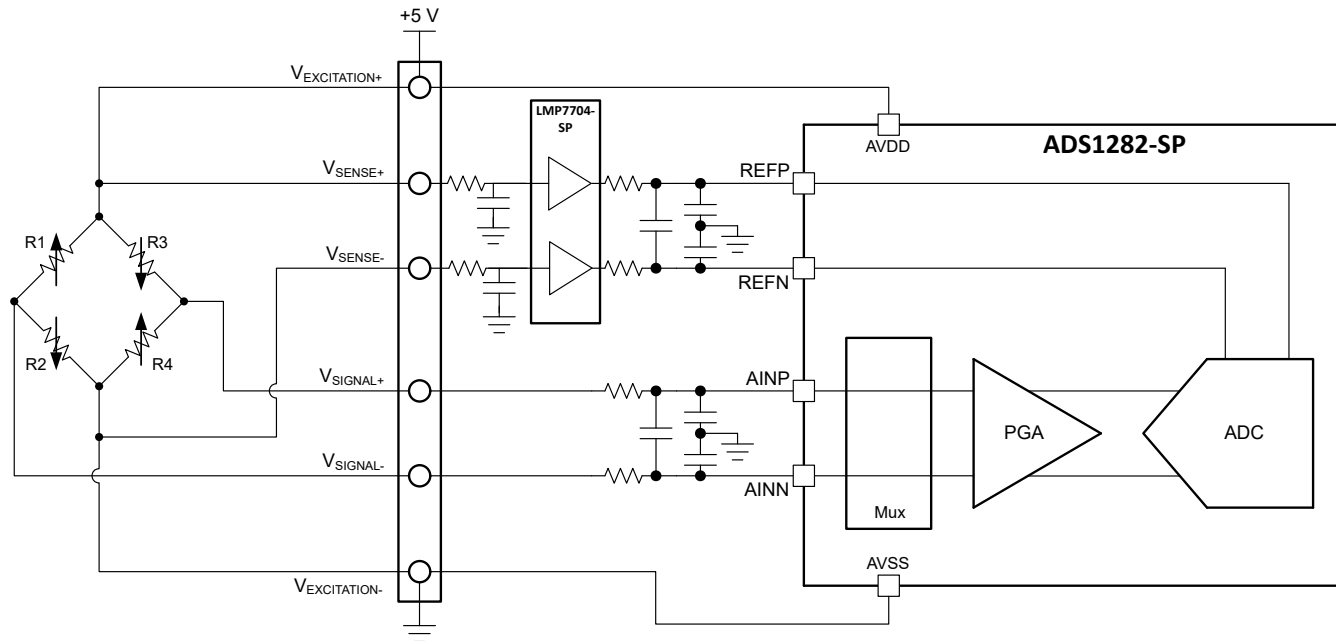 +5 V
VEXCITATION+
LMP7704-
SP
AVDD
ADS1282-SP
VSENSE+
REFP
R1
R3
VSENSE-
REFN
R2
R4
VSIGNAL+
AINP
PGA
ADC
VSIGNAL-
AINN
Mux
AVSS
VEXCITATION-